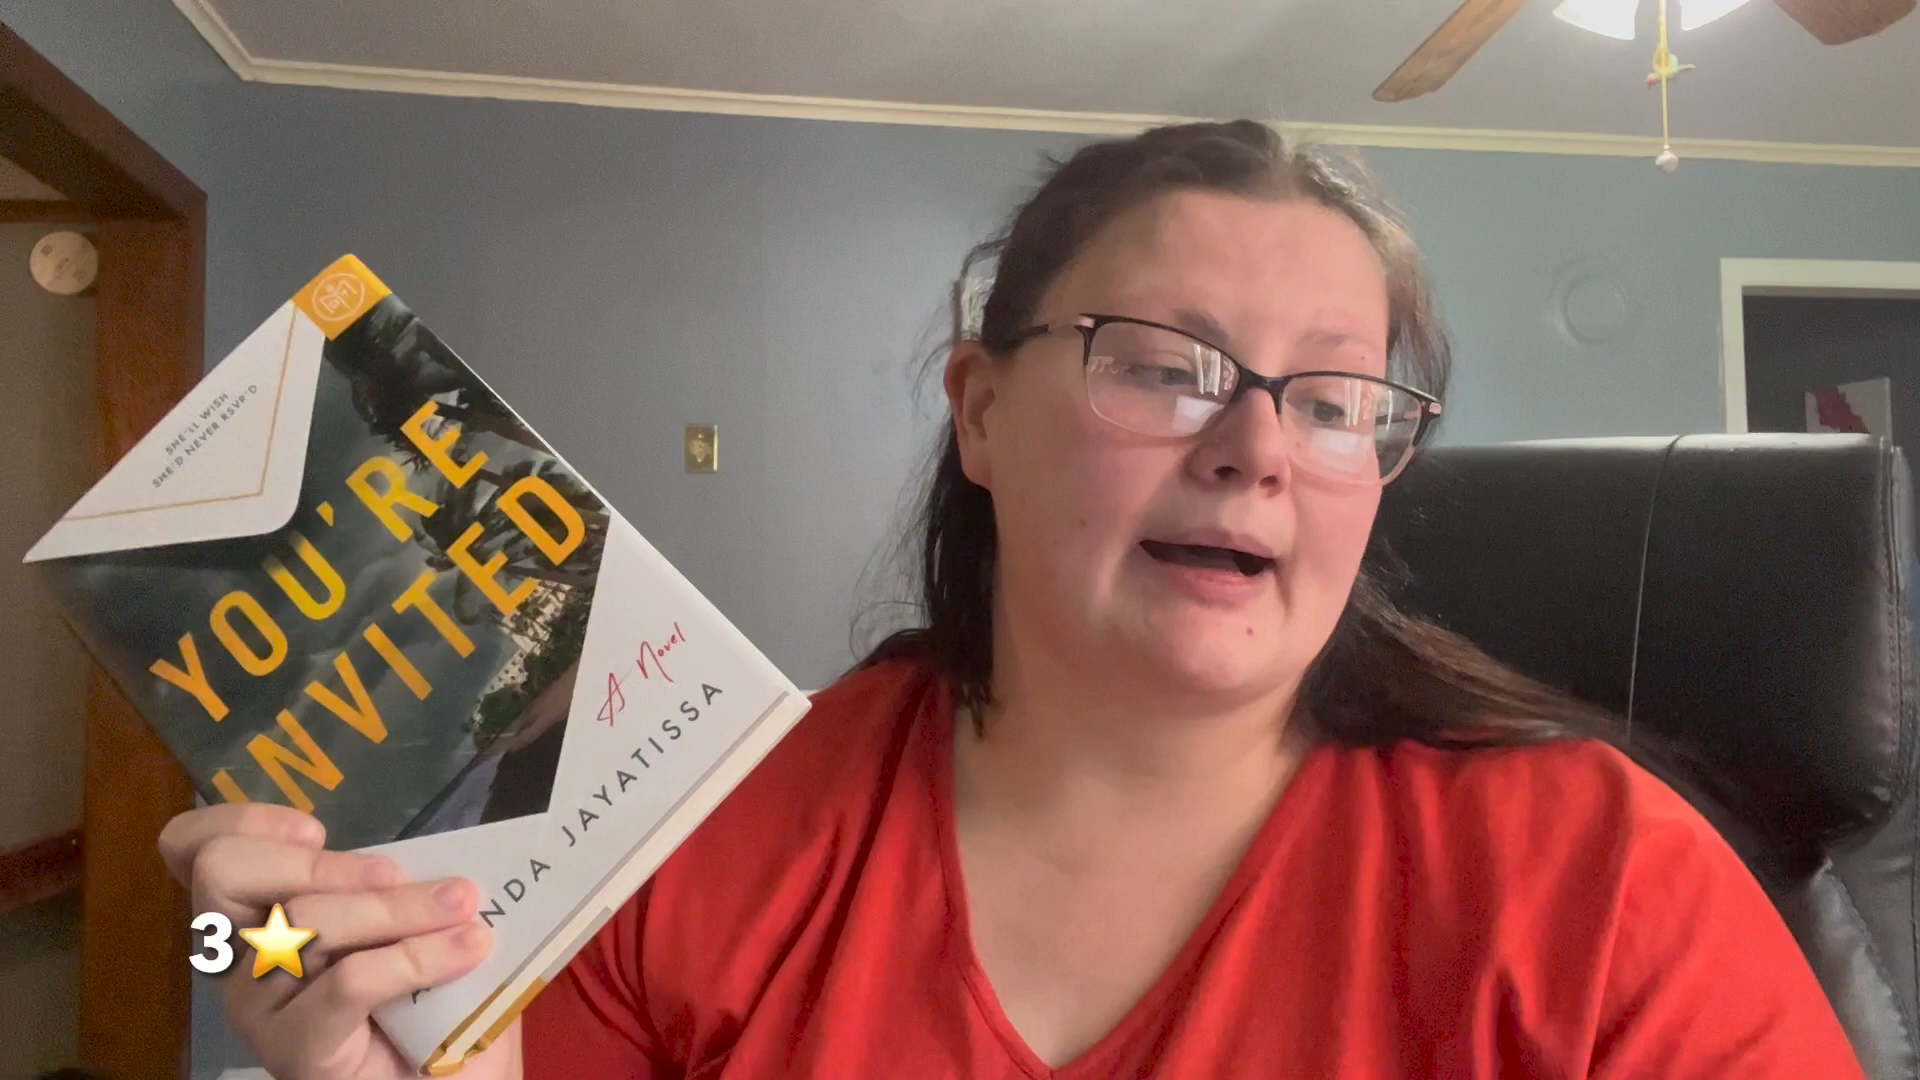 SHE'LL WISH
SHE'D NEVER RSVP'D
YOU'RE
INVITED
A Novel
NDA JAYATISSA
3⭐